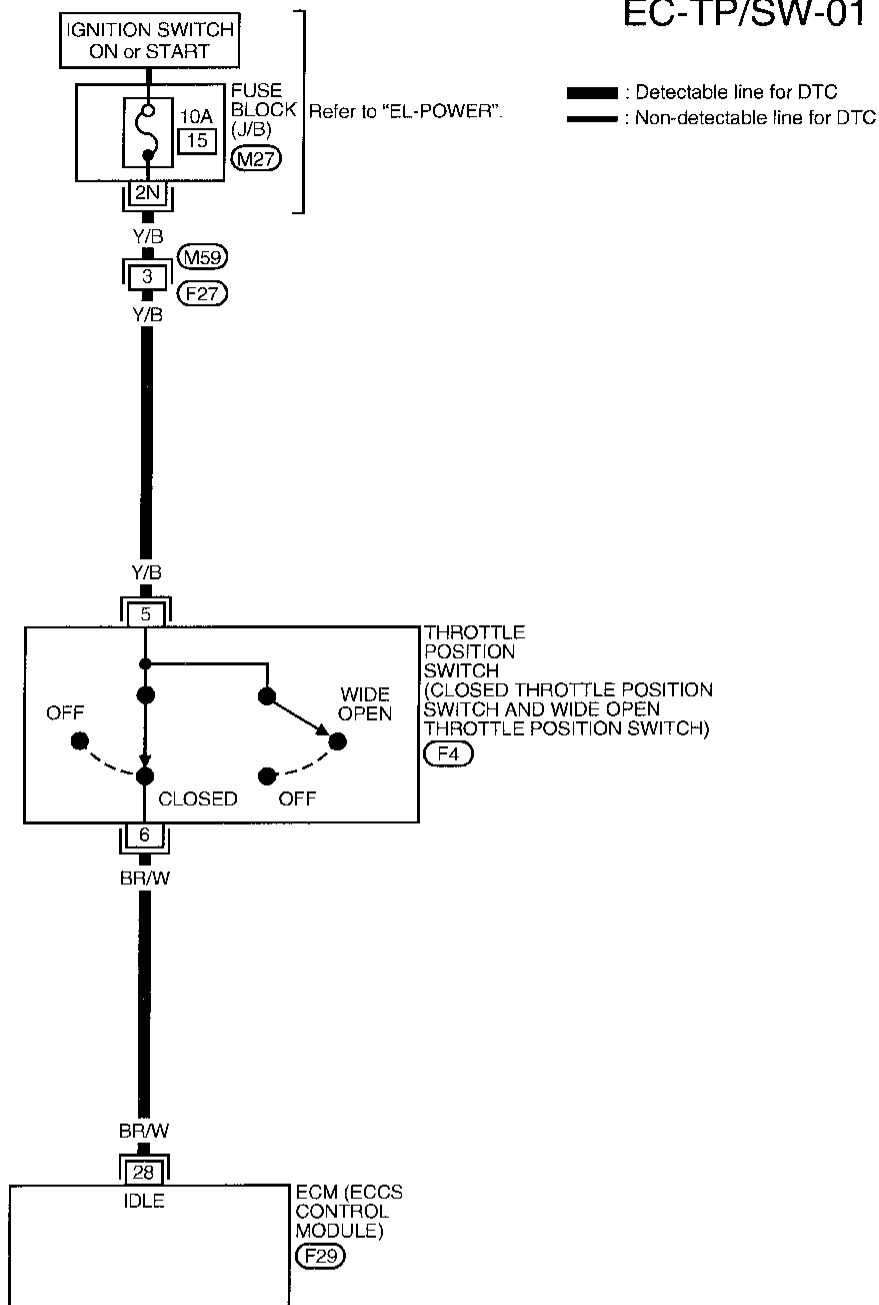 EC-TP/SW-01
IGNITION SWITCH
ON or START
FUSE
BLOCK
(J/B)
10A
15
M27
Refer to “EL-POWER”.
: Detectable line for DTC
: Non-detectable line for DTC
2N
Y/B
M59
3
F27
Y/B
Y/B
5
THROTTLE
POSITION
SWITCH
(CLOSED THROTTLE POSITION
SWITCH AND WIDE OPEN
THROTTLE POSITION SWITCH)
F4
OFF
WIDE
OPEN
CLOSED
OFF
6
BR/W
BR/W
28
IDLE
ECM (ECCS
CONTROL
MODULE)
F29